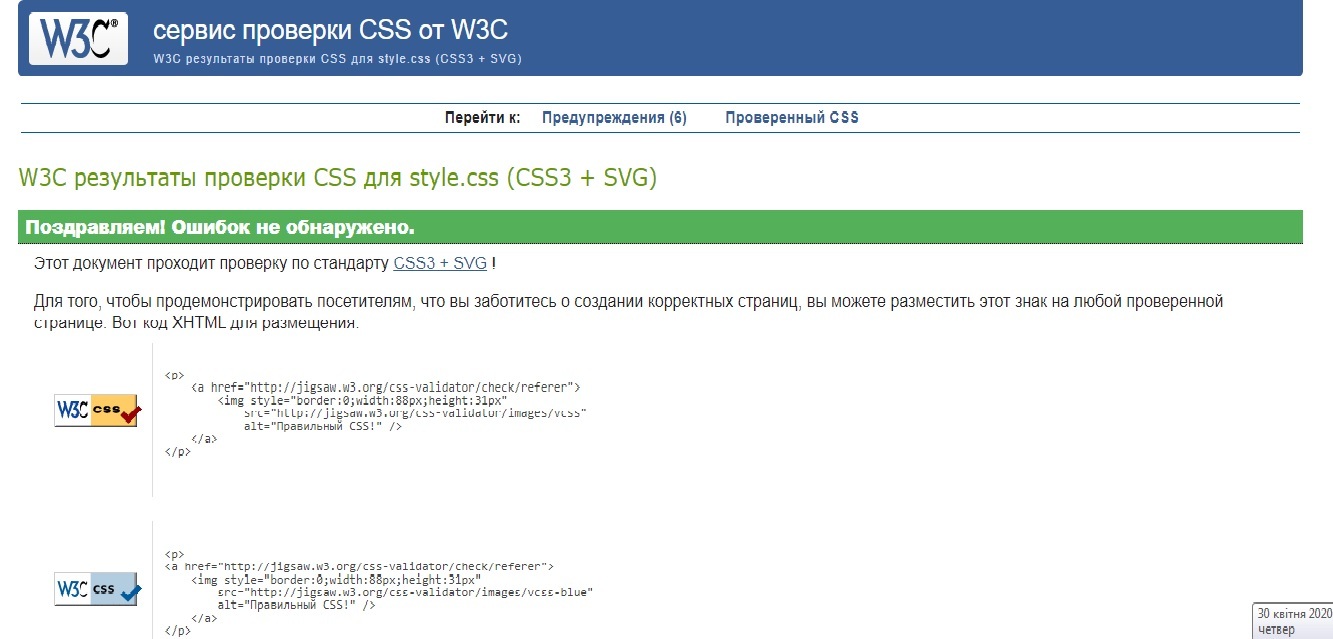 W3C® сервис проверки CSS от W3C
W3C результаты проверки CSS для style.css (CSS3 + SVG)
Перейти к: Предупреждения (6) Проверенный CSS
W3C результаты проверки CSS для style.css (CSS3 + SVG)
Поздравляем! Ошибок не обнаружено.
Этот документ проходит проверку по стандарту CSS3 + SVG !
Для того, чтобы продемонстрировать посетителям, что вы заботитесь о создании корректных страниц, вы можете разместить этот знак на любой проверенной
странице. Вот код XHTML для размещения.
<p>
<a href="http://jigsaw.w3.org/css-validator/check/referer">
<img style="border:0;width:88px;height:31px"
W3C css
src="http://jigsaw.w3.org/css-validator/images/vcss"
alt="Правильный CSS!" />
</a>
</p>
<p>
<a href="http://jigsaw.w3.org/css-validator/check/referer">
<img style="border:0;width:88px;height:31px"
W3C css
src="http://jigsaw.w3.org/css-validator/images/vcss-blue"
alt="Правильный CSS!" />
</a>
</p>
30 квітня 2020
четвер